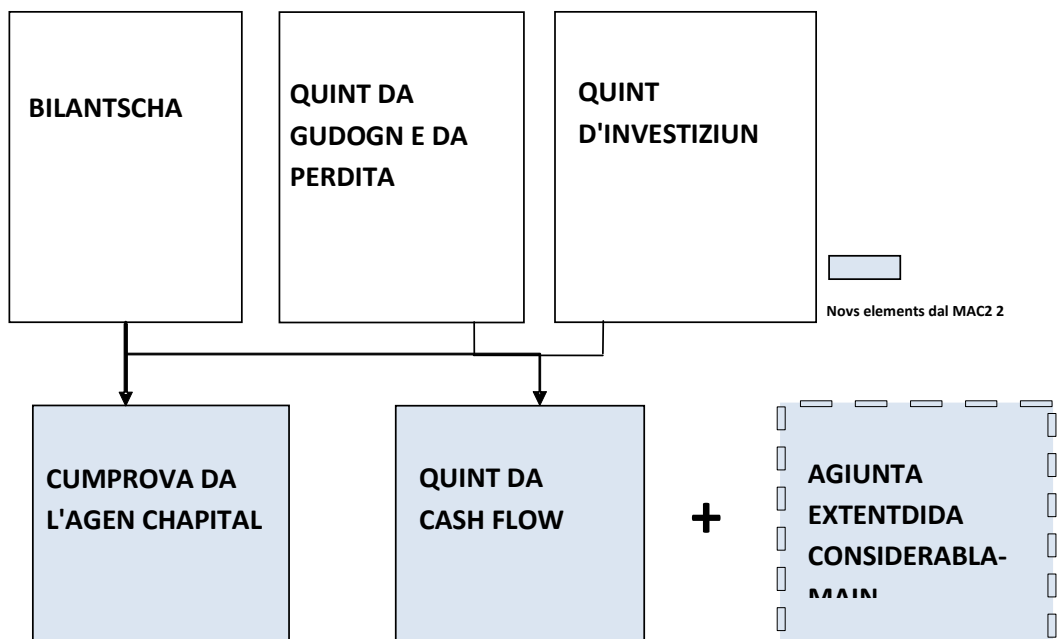 BILANTSCHA
QUINT DA
GUDOGN E DA
PERDITA
QUINT
D'INVESTIZIUN
Novs elements dal MAC2 2
CUMPROVA DA
L'AGEN CHAPITAL
QUINT DA
CASH FLOW
+
AGIUNTA
EXTENTDIDA
CONSIDERABLA-
MAIN